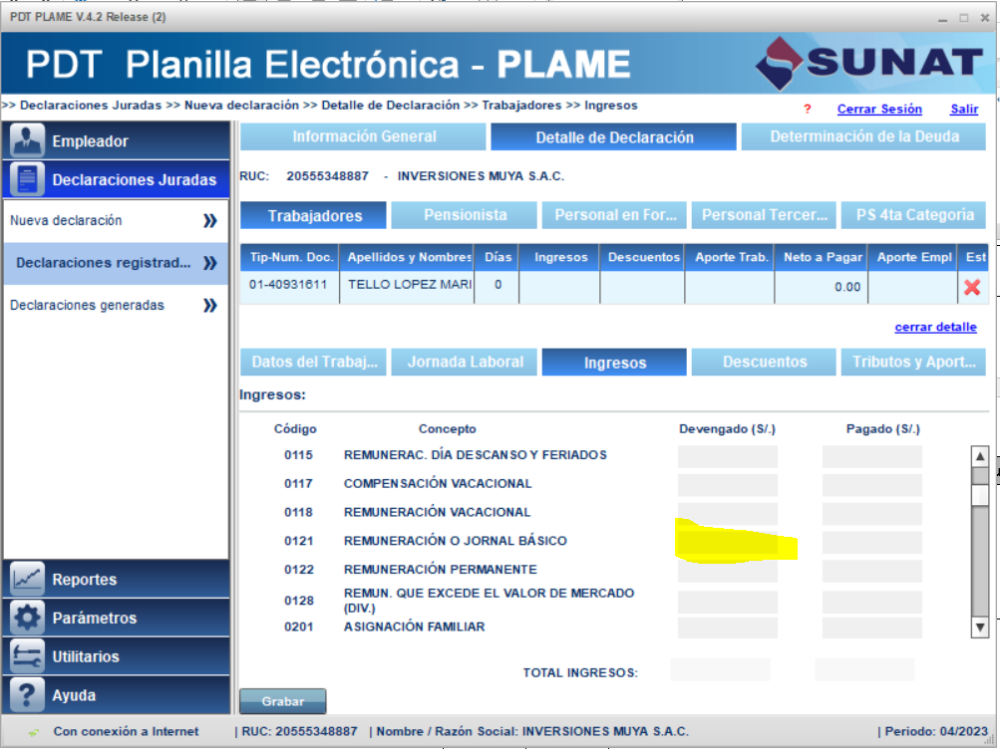 PDT PLAME V.4.2 Release (2)
PDT Planilla Electrónica - PLAME
SUNAT
>> Declaraciones Juradas >> Nueva declaración >> Detalle de Declaración >> Trabajadores >> Ingresos
? Cerrar Sesión Salir
Empleador
Declaraciones Juradas
Nueva declaración
Declaraciones registrad...
Declaraciones generadas
Reportes
Parámetros
Utilitarios
Ayuda
Información General Detalle de Declaración Determinación de la Deuda
RUC: 20555348887 - INVERSIONES MUYA S.A.C.
Trabajadores Pensionista Personal en For... Personal Tercer... PS 4ta Categoría
Tip-Num. Doc. Apellidos y Nombres Días Ingresos Descuentos Aporte Trab. Neto a Pagar Aporte Empl Est
01-40931611 TELLO LOPEZ MARI 0 0.00
cerrar detalle
Datos del Trabaj... Jornada Laboral Ingresos Descuentos Tributos y Aport...
Ingresos:
Código Concepto Devengado (S/.) Pagado (S/.)
0115 REMUNERAC. DÍA DESCANSO Y FERIADOS
0117 COMPENSACIÓN VACACIONAL
0118 REMUNERACIÓN VACACIONAL
0121 REMUNERACIÓN O JORNAL BÁSICO
0122 REMUNERACIÓN PERMANENTE
0128 REMUN. QUE EXCEDE EL VALOR DE MERCADO
(DIV.)
0201 ASIGNACIÓN FAMILIAR
TOTAL INGRESOS:
Grabar
Con conexión a Internet | RUC: 20555348887 | Nombre / Razón Social: INVERSIONES MUYA S.A.C. | Periodo: 04/2023